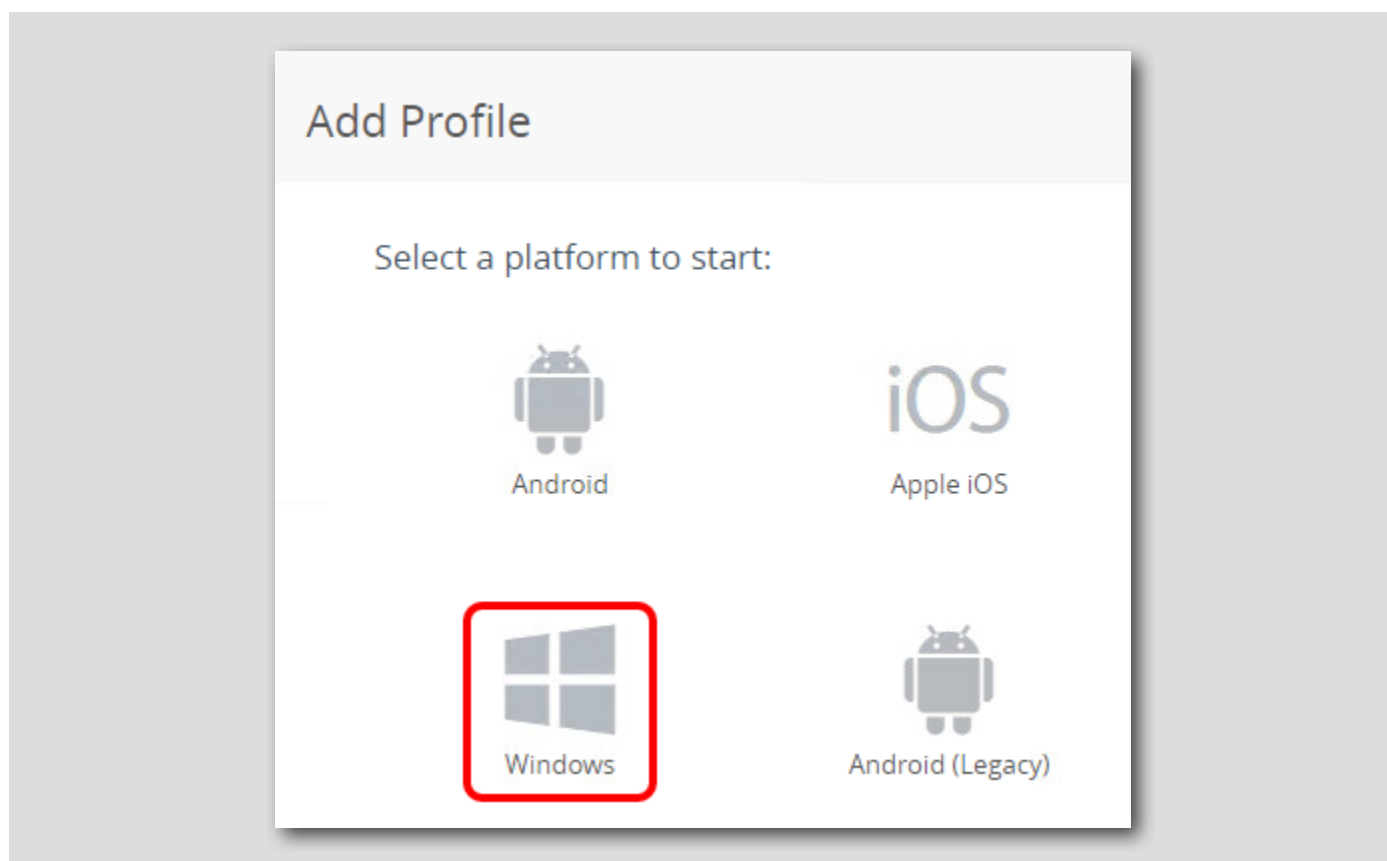 Add Profile
Select a platform to start:
iOS
Android
Apple iOS
Windows
Android (Legacy)